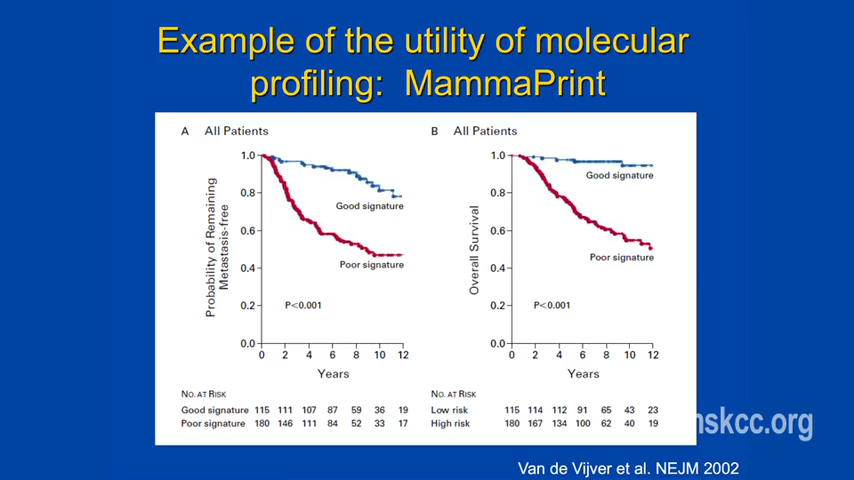 Example of the utility of molecular
profiling: MammaPrint
A All Patients
Probability of Remaining
Metastasis-free
1.0
0.8
0.6
0.4
0.2
0.0
Good signature
Poor signature
P<0.001
0 2 4 6 8 10 12
Years
NO. AT RISK
Good signature 115 111 107 87 59 36 19
Poor signature 180 146 111 84 52 33 17
B All Patients
Overall Survival
1.0
0.8
0.6
0.4
0.2
0.0
Good signature
Poor signature
P<0.001
0 2 4 6 8 10 12
Years
NO. AT RISK
Low risk 115 114 112 91 65 43 23
High risk 180 167 134 100 62 40 19
mskcc.org
Van de Vijver et al. NEJM 2002